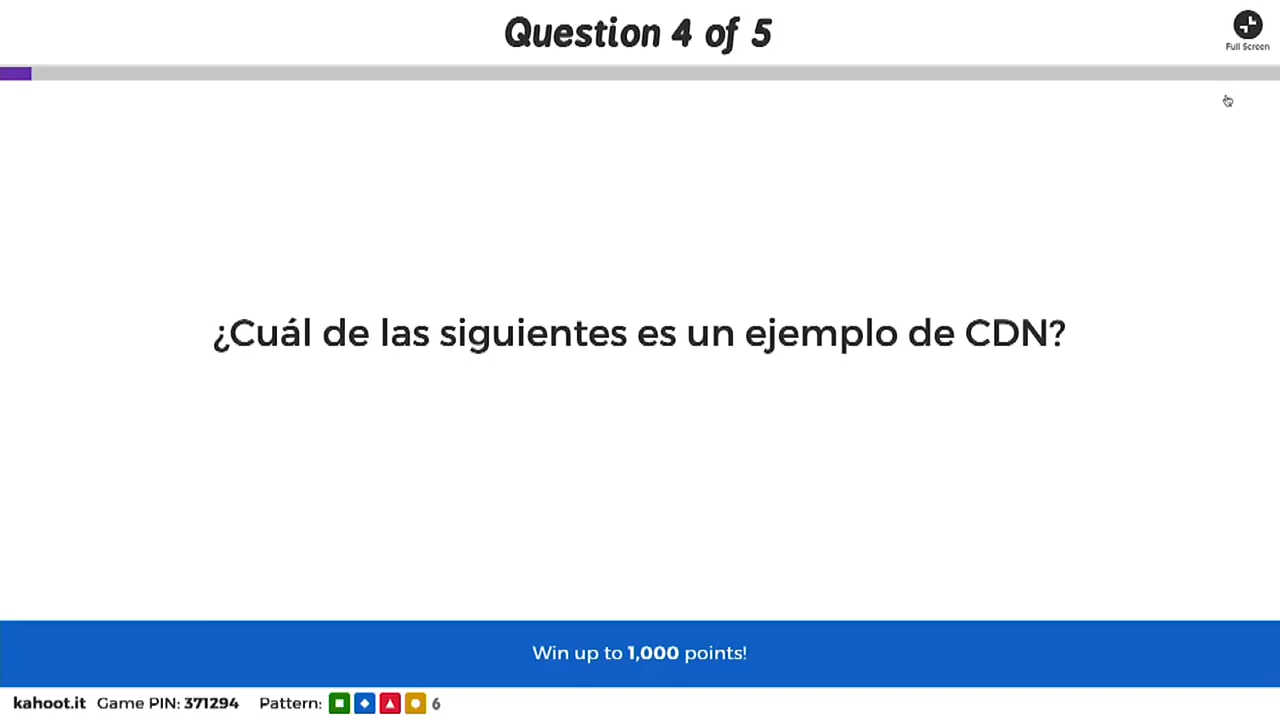 Question 4 of 5
Full Screen
¿Cuál de las siguientes es un ejemplo de CDN?
Win up to 1,000 points!
kahoot.it Game PIN: 371294 Pattern: 6